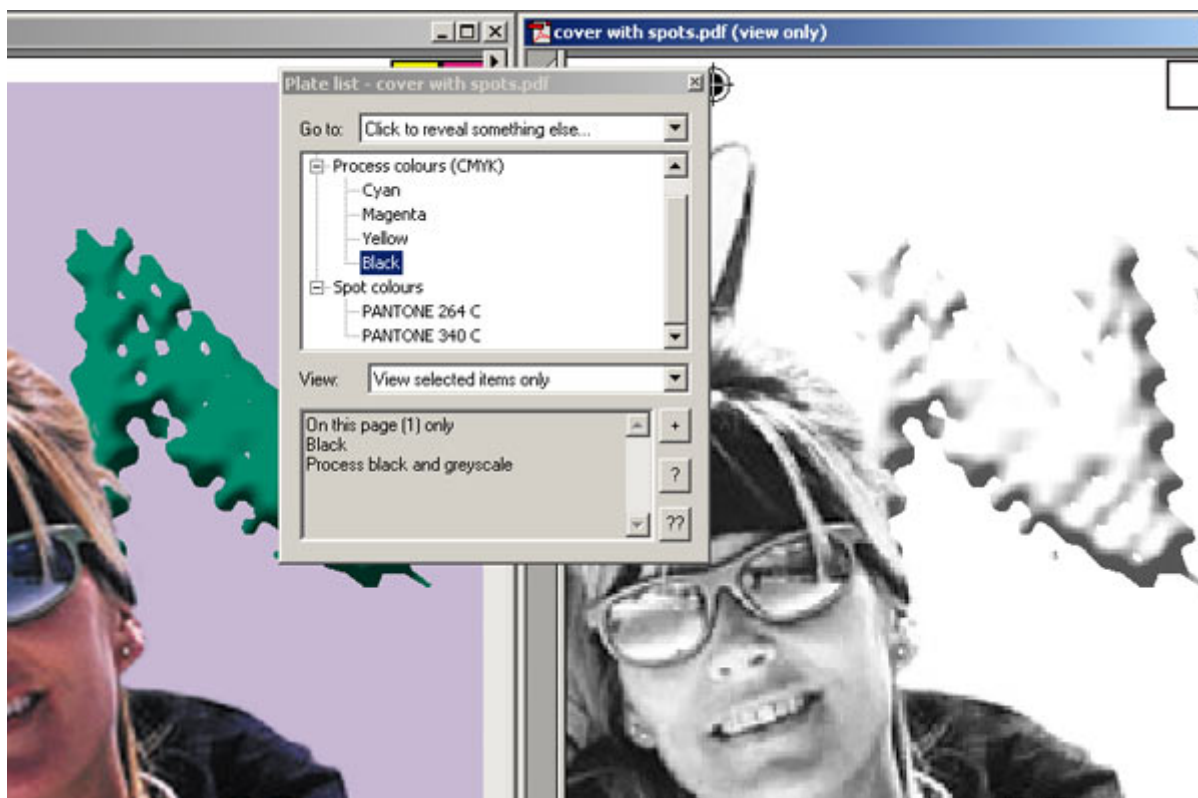 cover with spots.pdf (view only)
Plate list - cover with spots.pdf
Go to: Click to reveal something else...
Process colours (CMYK)
Cyan
Magenta
Yellow
Black
Spot colours
PANTONE 264 C
PANTONE 340 C
View: View selected items only
On this page (1) only
Black
Process black and greyscale
+
?
??